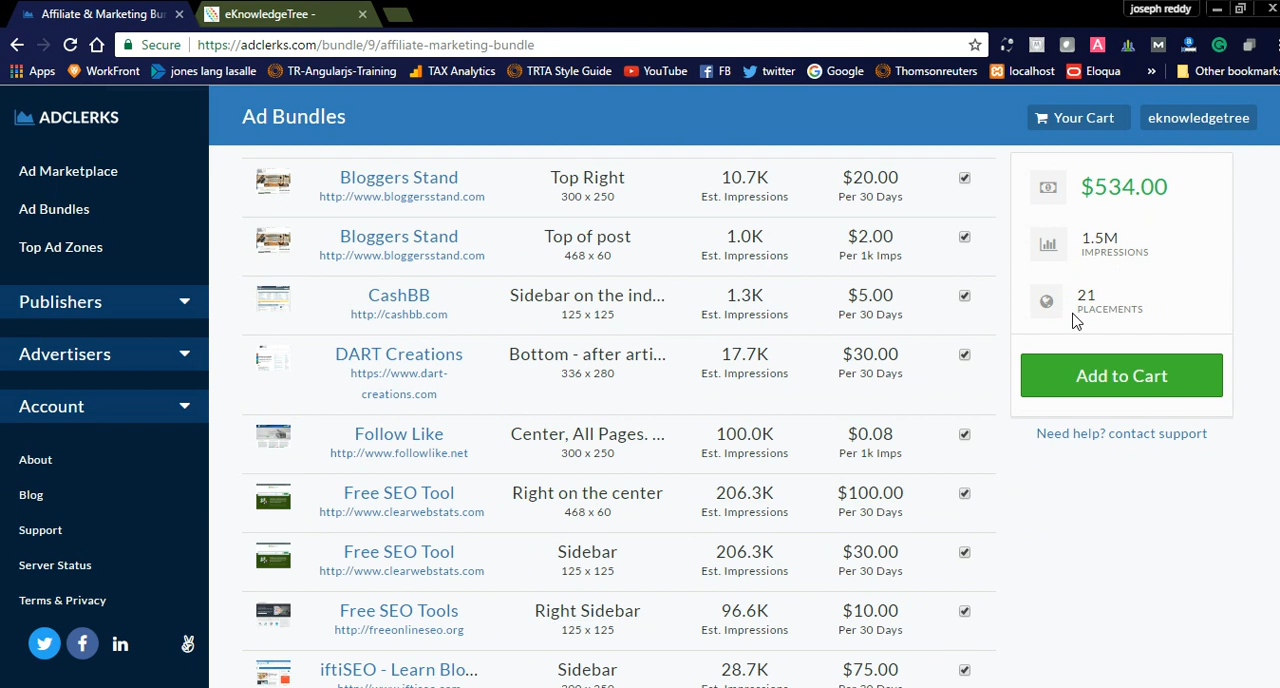 joseph reddy
Affiliate & Marketing Bun
eKnowledgeTree -
Secure
https://adclerks.com/bundle/9/affiliate-marketing-bundle
Apps WorkFront jones lang lasalle TR-Angularjs-Training TAX Analytics TRTA Style Guide YouTube FB twitter Google Thomsonreuters localhost Eloqua » Other bookmarks
ADCLERKS
Ad Marketplace
Ad Bundles
Top Ad Zones
Publishers
Advertisers
Account
About
Blog
Support
Server Status
Terms & Privacy
Ad Bundles
Your Cart
eknowledgetree
Bloggers Stand Top Right 10.7K $20.00
http://www.bloggersstand.com 300 x 250 Est. Impressions Per 30 Days
Bloggers Stand Top of post 1.0K $2.00
http://www.bloggersstand.com 468 x 60 Est. Impressions Per 1k Imps
CashBB Sidebar on the ind... 1.3K $5.00
http://cashbb.com 125 x 125 Est. Impressions Per 30 Days
DART Creations Bottom - after arti... 17.7K $30.00
https://www.dart- 336 x 280 Est. Impressions Per 30 Days
creations.com
Follow Like Center, All Pages. ... 100.0K $0.08
http://www.followlike.net 300 x 250 Est. Impressions Per 1k Imps
Free SEO Tool Right on the center 206.3K $100.00
http://www.clearwebstats.com 468 x 60 Est. Impressions Per 30 Days
Free SEO Tool Sidebar 206.3K $30.00
http://www.clearwebstats.com 125 x 125 Est. Impressions Per 30 Days
Free SEO Tools Right Sidebar 96.6K $10.00
http://freeonlineseo.org 125 x 125 Est. Impressions Per 30 Days
iftiSEO - Learn Blo... Sidebar 28.7K $75.00
$534.00
1.5M
IMPRESSIONS
21
PLACEMENTS
Add to Cart
Need help? contact support